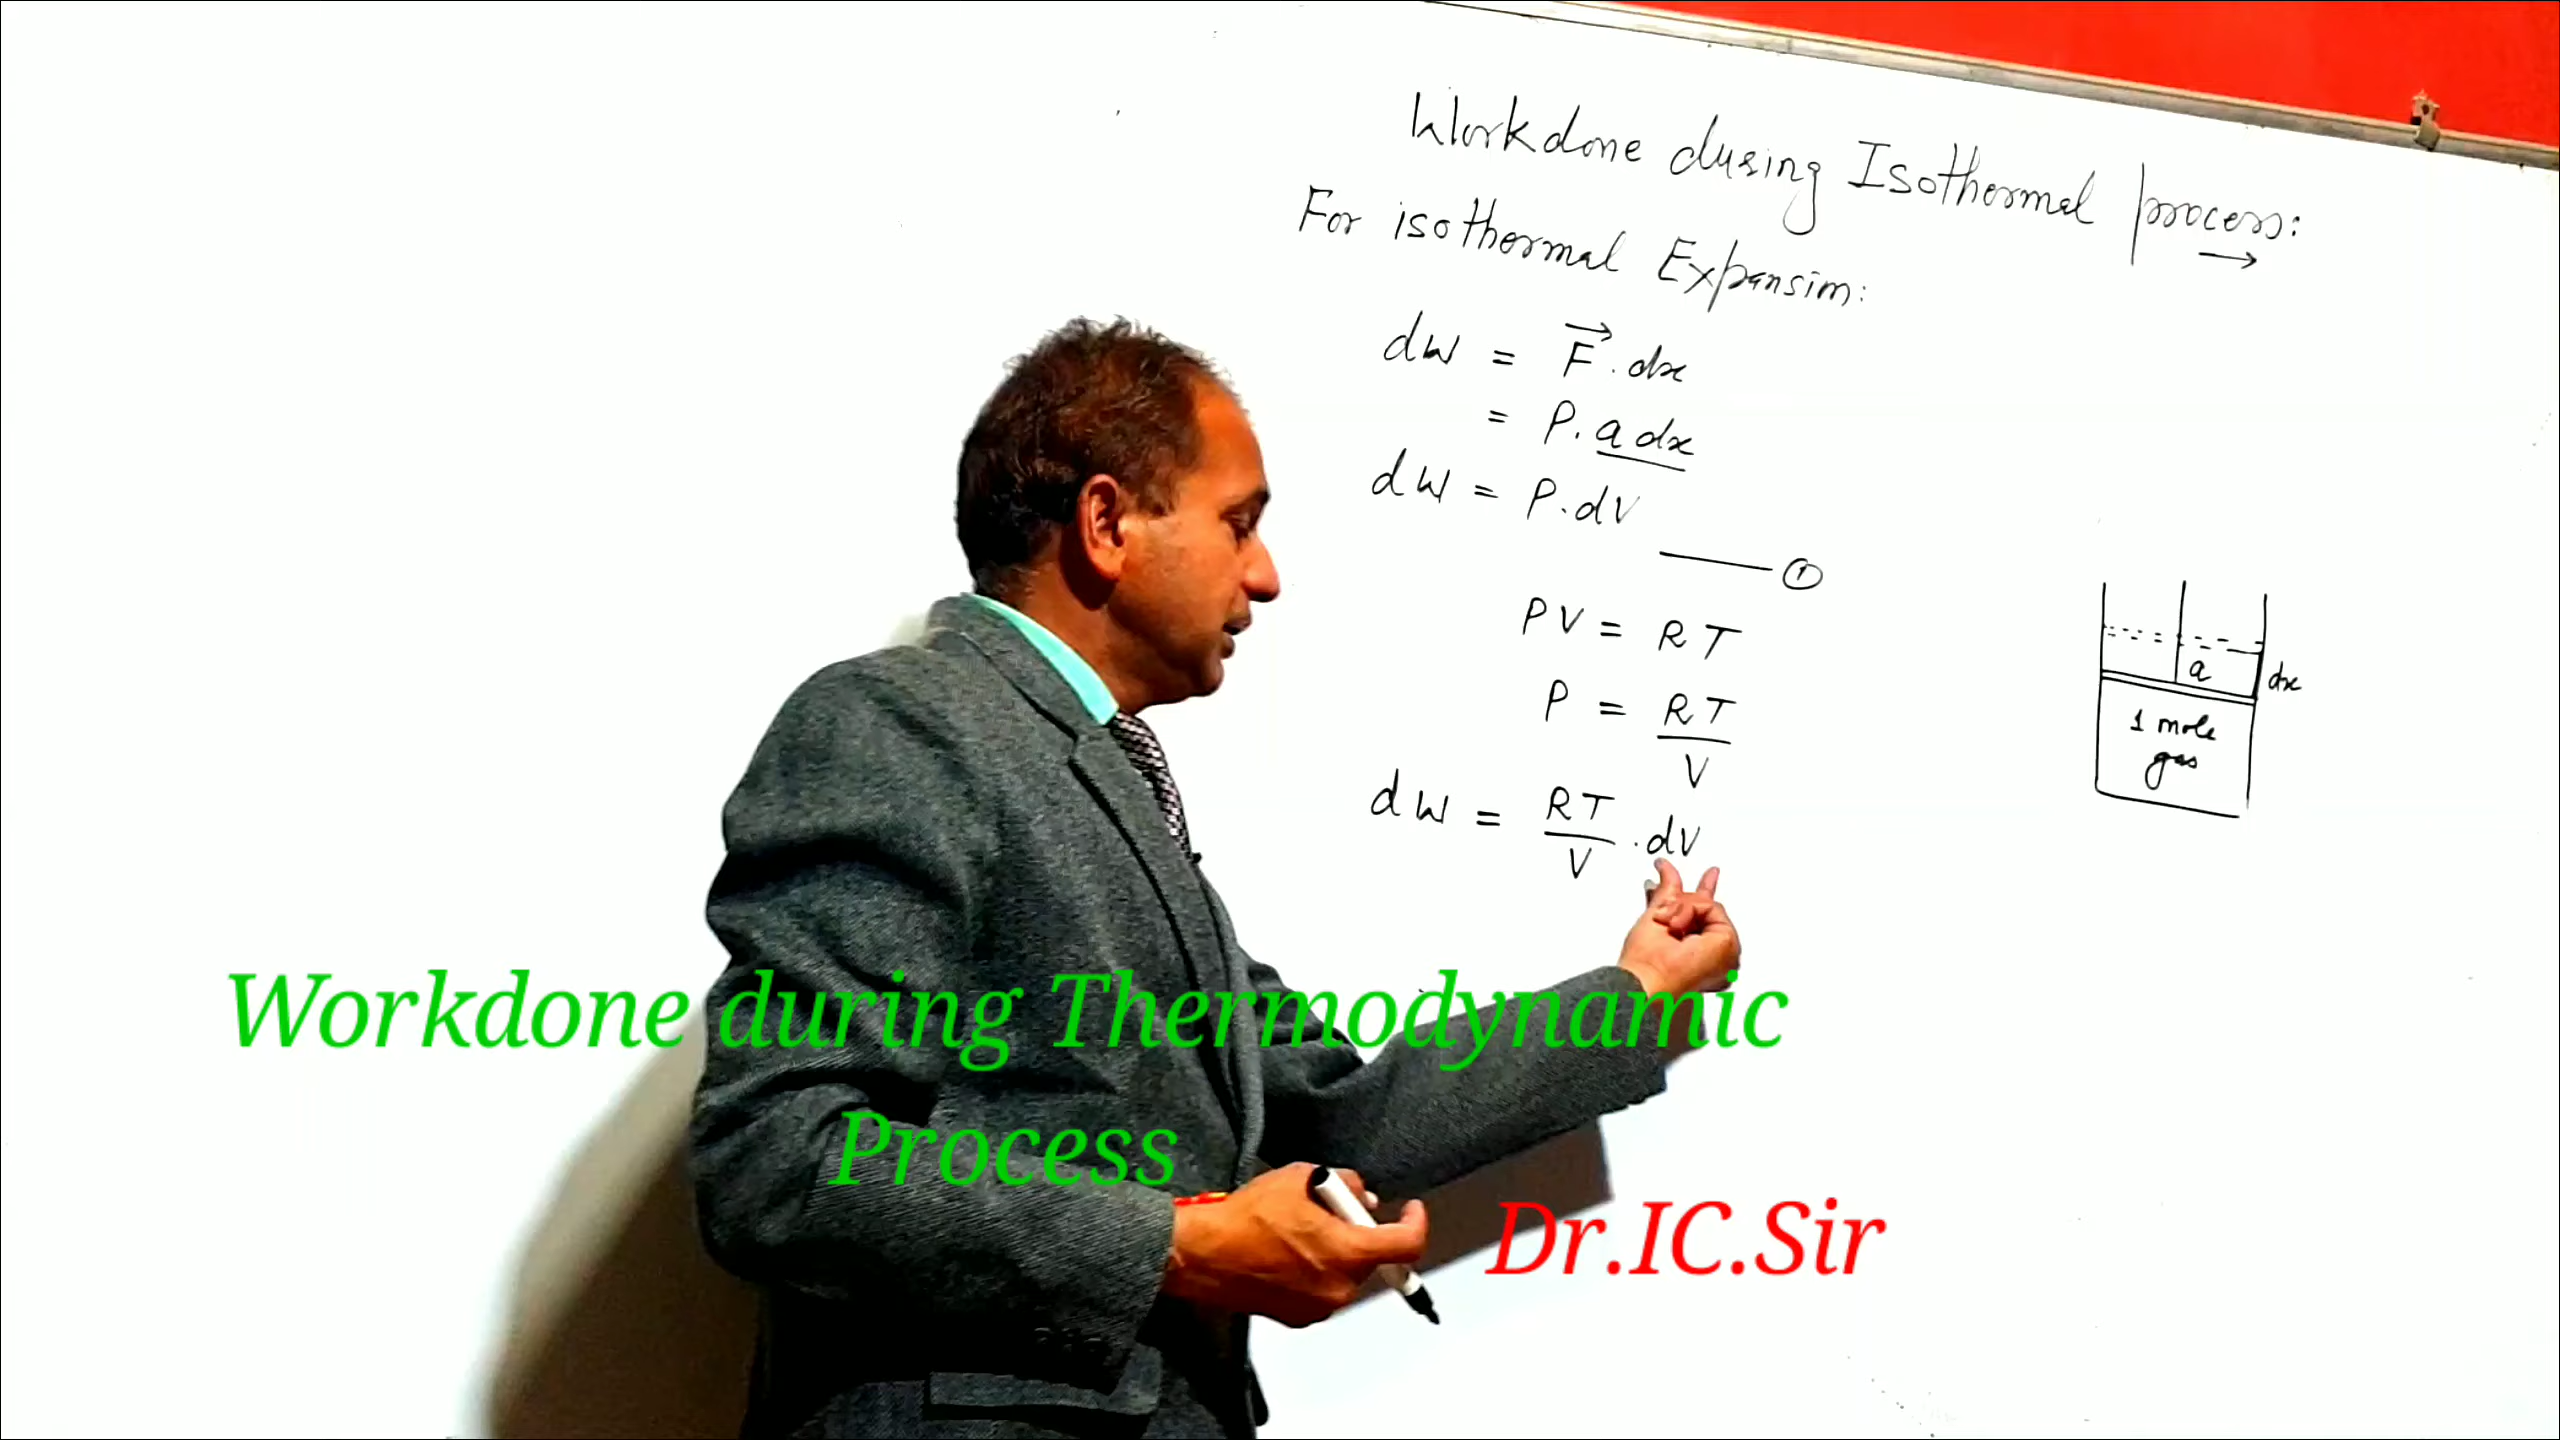 Workdone during Isothermal process:
For isothermal Expansion:
dW = F⃗ . dx
= P. a dx
dW = P. dV
①
PV = RT
P = RT/V
dW = RT/V . dV
a
dx
1 mole
gas
Workdone during Thermodynamic
Process
Dr.IC.Sir